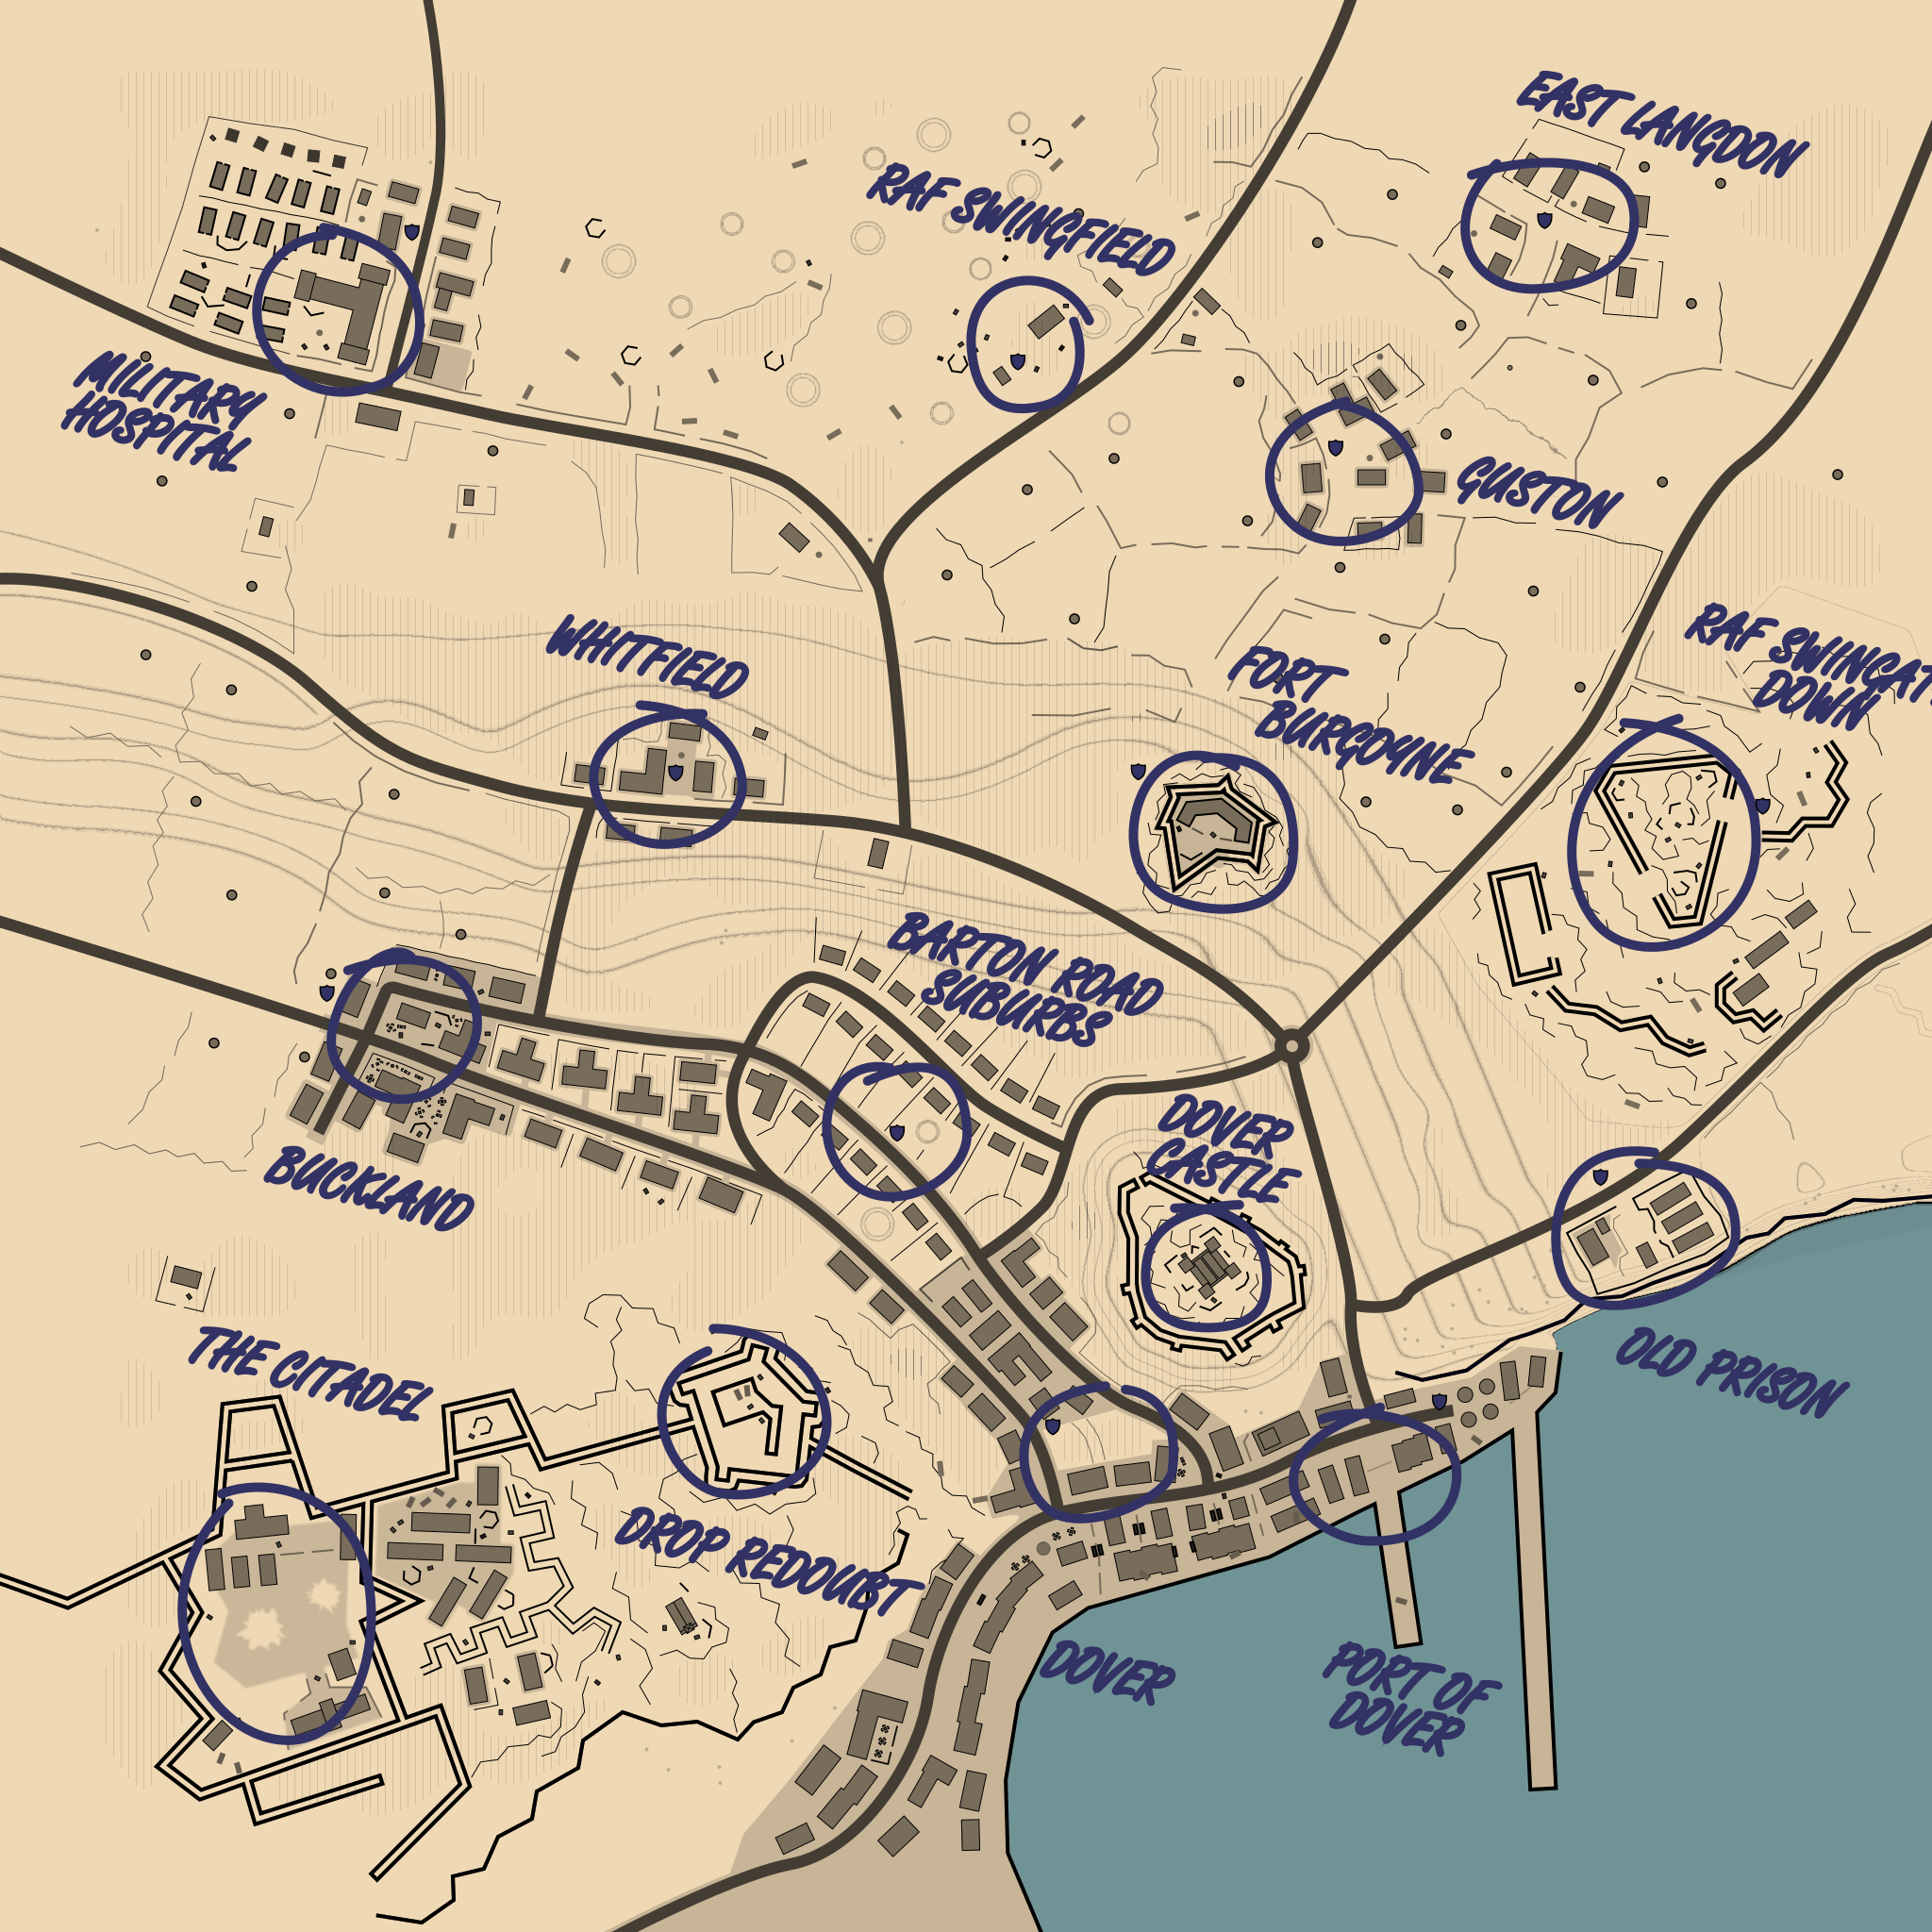 EAST LANGDON
RAF SWINGFIELD
MILITARY
HOSPITAL
GUSTON
WHITFIELD
FORT
BURGOYNE
RAF SWINGAT
DOWN
BARTON ROAD
SUBURBS
DOVER
CASTLE
BUCKLAND
THE CITADEL
OLD PRISON
DROP REDOUBT
DOVER
PORT OF
DOVER